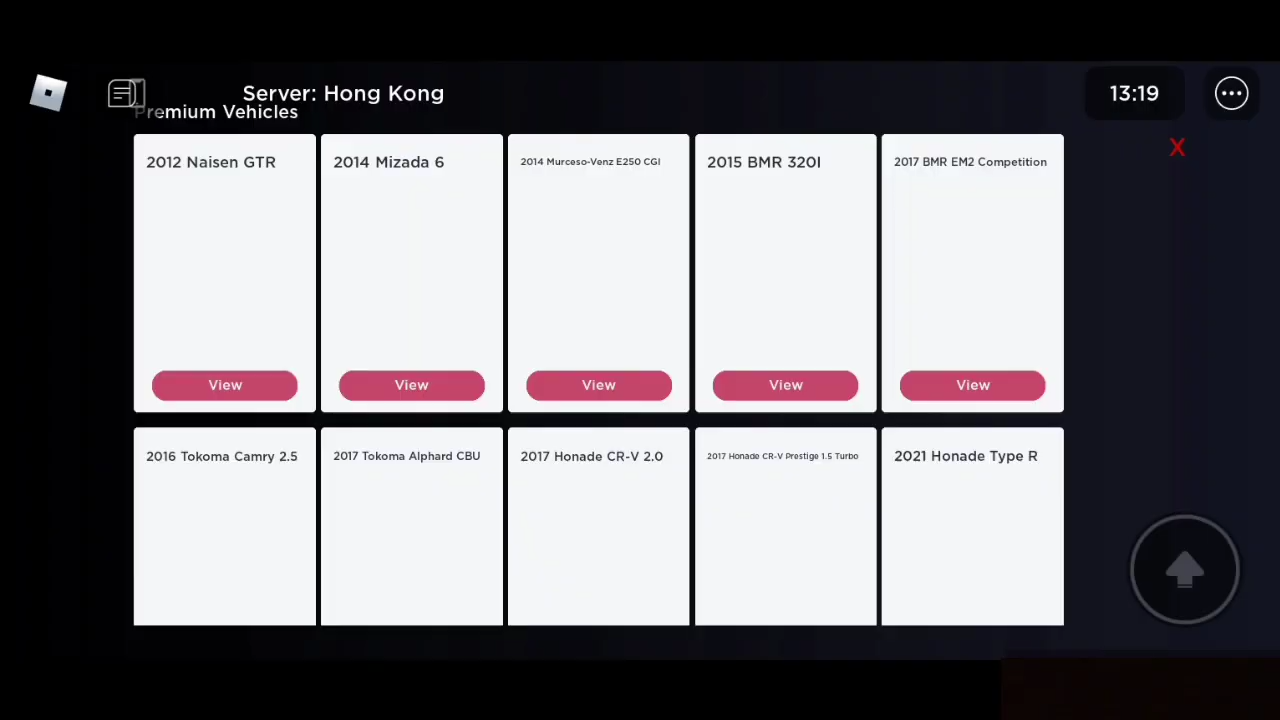 Server: Hong Kong
13:19
Premium Vehicles
X
2012 Naisen GTR
2014 Mizada 6
2014 Murceso-Venz E250 CGI
2015 BMR 320I
2017 BMR EM2 Competition
View
View
View
View
View
2016 Tokoma Camry 2.5
2017 Tokoma Alphard CBU
2017 Honade CR-V 2.0
2017 Honade CR-V Prestige 1.5 Turbo
2021 Honade Type R